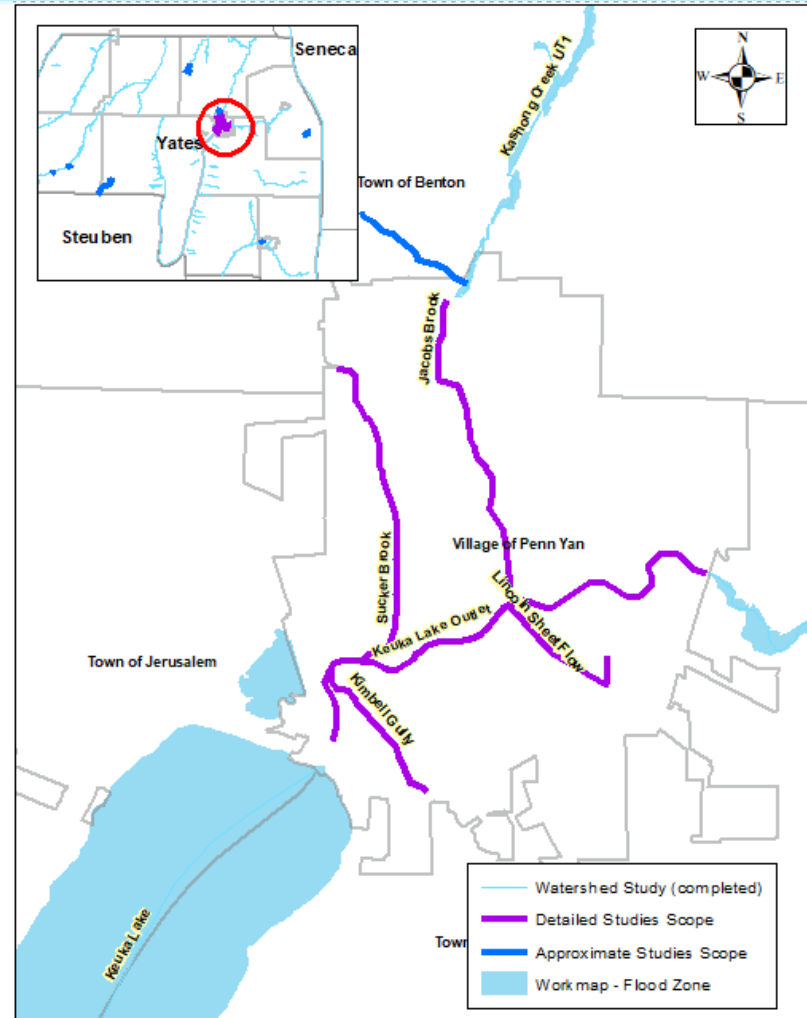 Seneca
Yates
Steuben
N
W E
S
Kashong Creek UT1
Town of Benton
Jacobs Brook
Sucker Brook
Village of Penn Yan
Lincoln Sheet Flow
Keuka Lake Outlet
Town of Jerusalem
Kimbell Gully
Keuka Lake
Town
Watershed Study (completed)
Detailed Studies Scope
Approximate Studies Scope
Workmap - Flood Zone